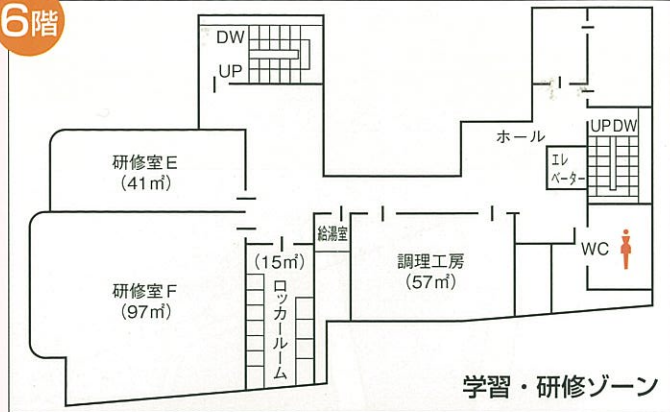 6階
DW
UP
研修室E
(41㎡)
ホール
UP DW
エレ
ベーター
給湯室
(15㎡)
ロッカールーム
調理工房
(57㎡)
WC
研修室F
(97㎡)
学習・研修ゾーン